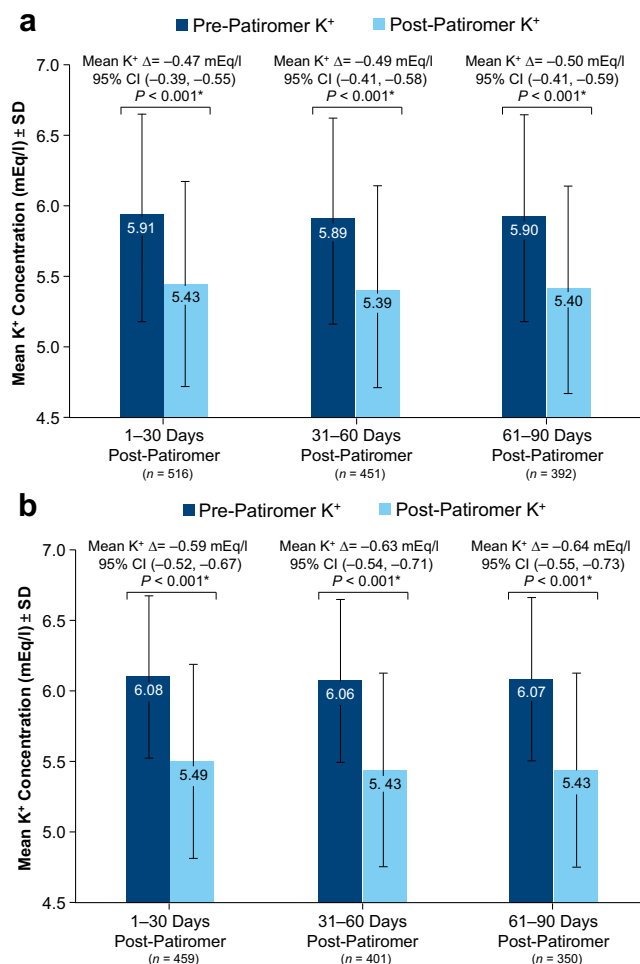 a
Pre-Patiromer K⁺ Post-Patiromer K⁺
Mean K⁺ Δ= –0.47 mEq/l
95% CI (–0.39, –0.55)
P < 0.001*
Mean K⁺ Δ= –0.49 mEq/l
95% CI (–0.41, –0.58)
P < 0.001*
Mean K⁺ Δ= –0.50 mEq/l
95% CI (–0.41, –0.59)
P < 0.001*
Mean K⁺ Concentration (mEq/l) ± SD
7.0
6.5
6.0
5.5
5.0
4.5
5.91
5.43
5.89
5.39
5.90
5.40
1–30 Days
Post-Patiromer
(n = 516)
31–60 Days
Post-Patiromer
(n = 451)
61–90 Days
Post-Patiromer
(n = 392)
b
Pre-Patiromer K⁺ Post-Patiromer K⁺
Mean K⁺ Δ= –0.59 mEq/l
95% CI (–0.52, –0.67)
P < 0.001*
Mean K⁺ Δ= –0.63 mEq/l
95% CI (–0.54, –0.71)
P < 0.001*
Mean K⁺ Δ= –0.64 mEq/l
95% CI (–0.55, –0.73)
P < 0.001*
Mean K⁺ Concentration (mEq/l) ± SD
7.0
6.5
6.0
5.5
5.0
4.5
6.08
5.49
6.06
5. 43
6.07
5.43
1–30 Days
Post-Patiromer
(n = 459)
31–60 Days
Post-Patiromer
(n = 401)
61–90 Days
Post-Patiromer
(n = 350)